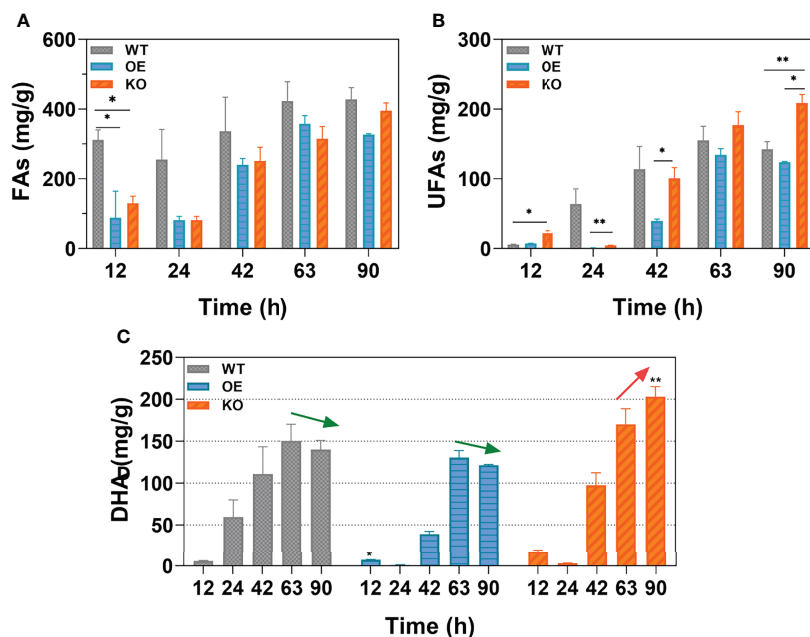 A
600
400
200
0
FAs (mg/g)
WT
OE
KO
*
*
12 24 42 63 90
Time (h)
B
300
200
100
0
UFAs (mg/g)
WT
OE
KO
*
**
*
**
*
12 24 42 63 90
Time (h)
C
250
200
150
100
50
0
DHA (mg/g)
WT
OE
KO
*
**
12 24 42 63 90 12 24 42 63 90 12 24 42 63 90
Time (h)